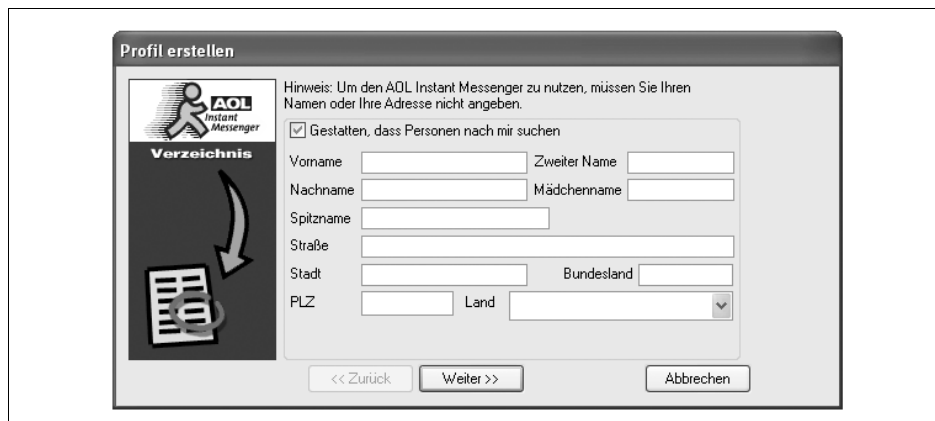 Profil erstellen
AOL
Instant
Messenger
Verzeichnis
Hinweis: Um den AOL Instant Messenger zu nutzen, müssen Sie Ihren
Namen oder Ihre Adresse nicht angeben.
Gestatten, dass Personen nach mir suchen
Vorname Zweiter Name
Nachname Mädchenname
Spitzname
Straße
Stadt Bundesland
PLZ Land
<< Zurück Weiter >> Abbrechen